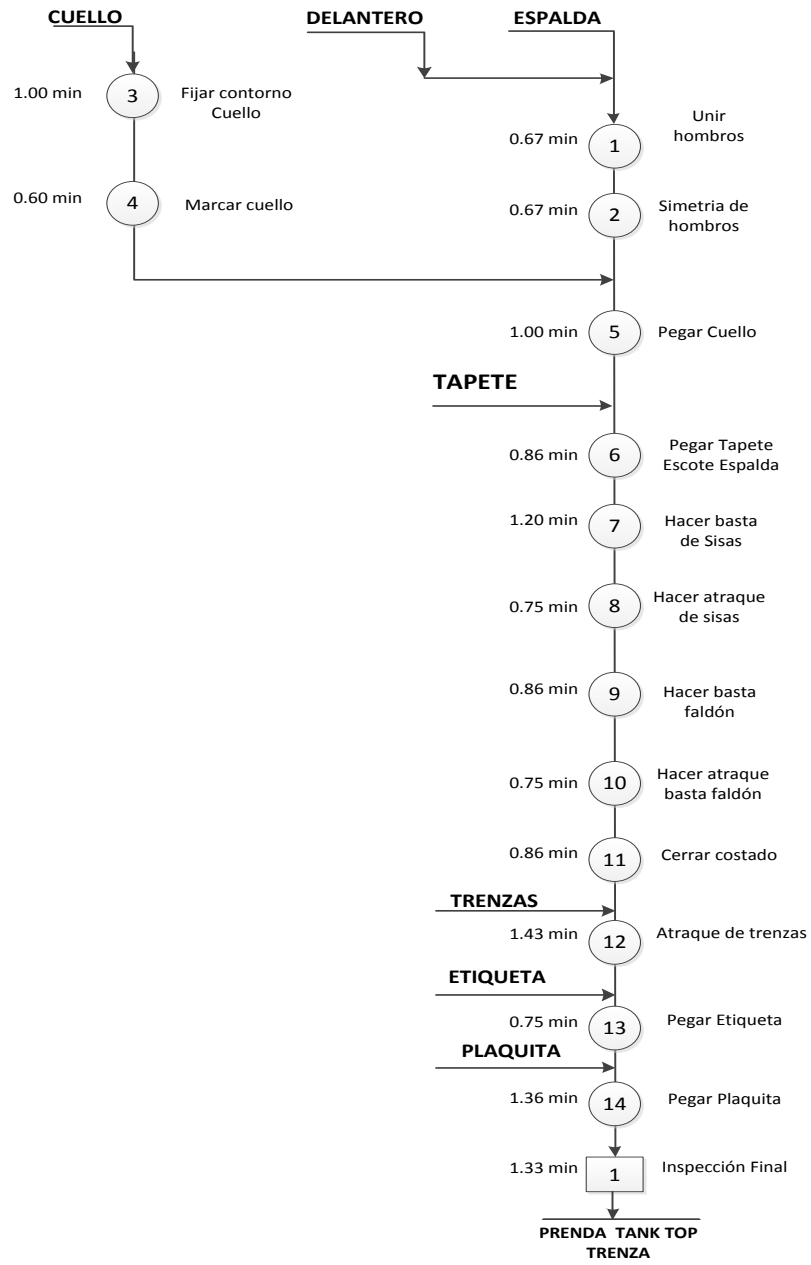 CUELLO
DELANTERO
ESPALDA
1.00 min
3
Fijar contorno
Cuello
0.67 min
1
Unir
hombros
0.60 min
4
Marcar cuello
0.67 min
2
Simetria de
hombros
1.00 min
5
Pegar Cuello
TAPETE
0.86 min
6
Pegar Tapete
Escote Espalda
1.20 min
7
Hacer basta
de Sisas
0.75 min
8
Hacer atraque
de sisas
0.86 min
9
Hacer basta
faldón
0.75 min
10
Hacer atraque
basta faldón
0.86 min
11
Cerrar costado
TRENZAS
1.43 min
12
Atraque de trenzas
ETIQUETA
0.75 min
13
Pegar Etiqueta
PLAQUITA
1.36 min
14
Pegar Plaquita
1.33 min
1
Inspección Final
PRENDA TANK TOP
TRENZA